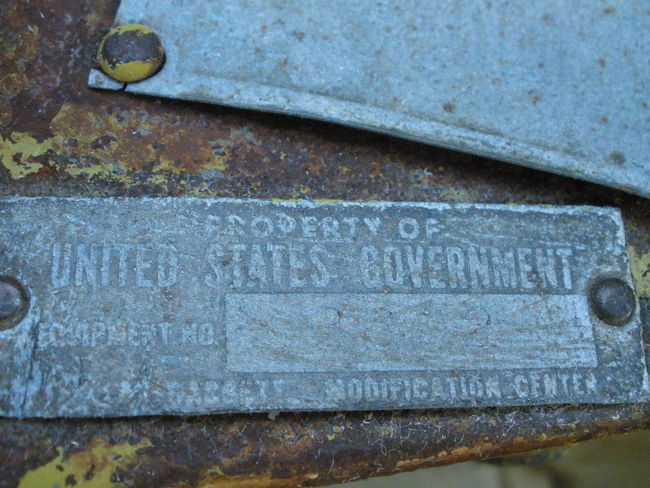 PROPERTY OF
UNITED STATES GOVERNMENT
EQUIPMENT NO.
MODIFICATION CENTER